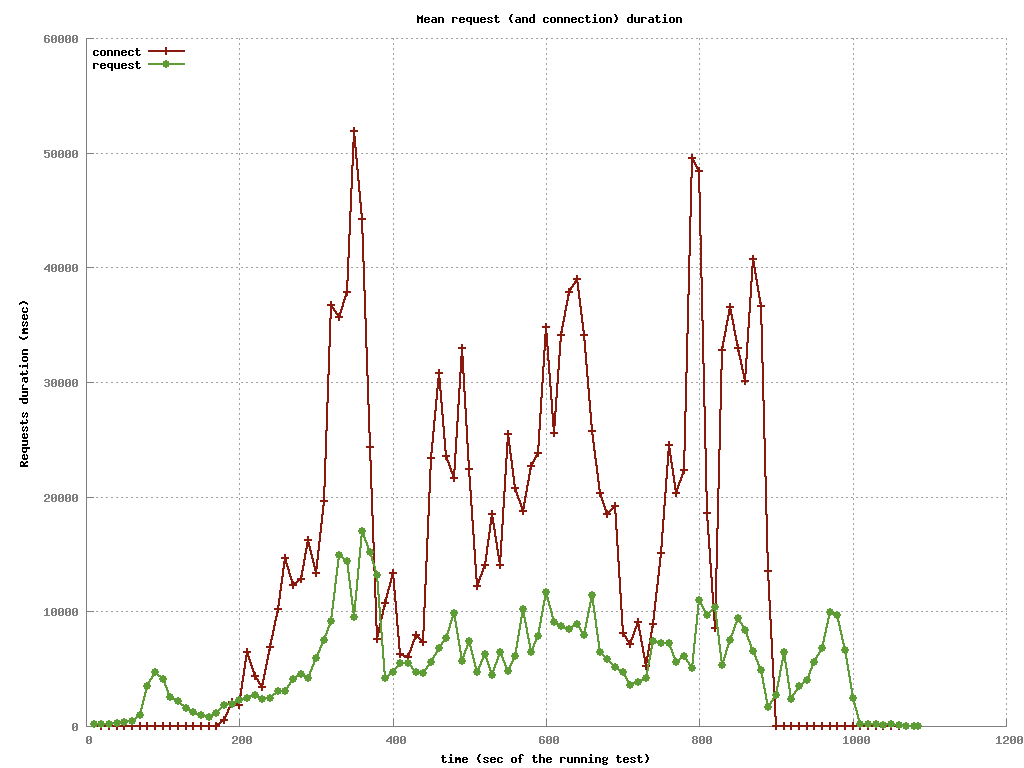 Mean request (and connection) duration
60000
connect
request
50000
40000
30000
20000
10000
0
Requests duration (msec)
0 200 400 600 800 1000 1200
time (sec of the running test)